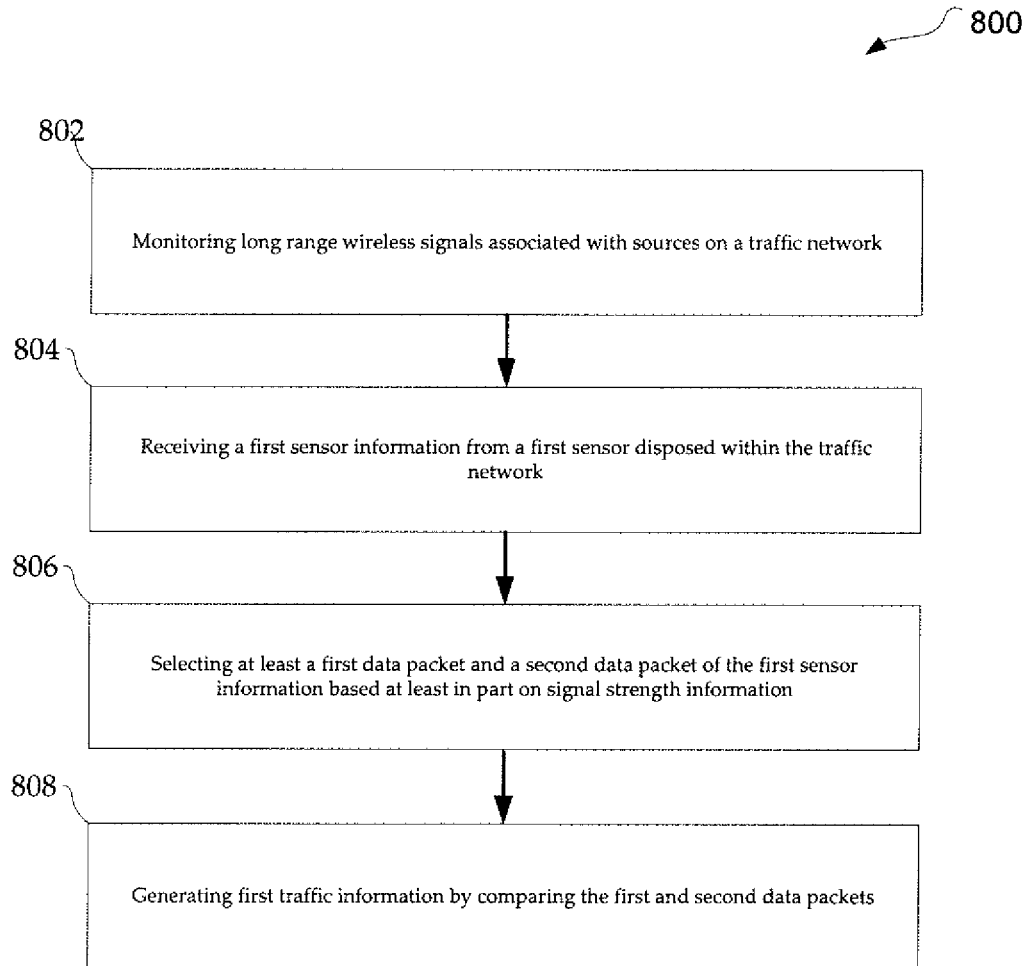 800
802
Monitoring long range wireless signals associated with sources on a traffic network
804
Receiving a first sensor information from a first sensor disposed within the traffic
network
806
Selecting at least a first data packet and a second data packet of the first sensor
information based at least in part on signal strength information
808
Generating first traffic information by comparing the first and second data packets